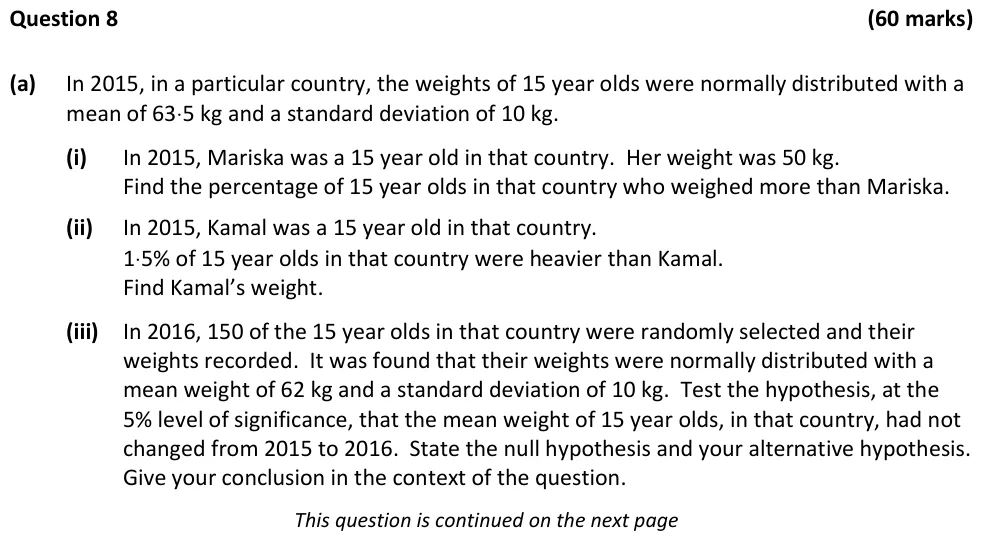 Question 8 (60 marks)
(a) In 2015, in a particular country, the weights of 15 year olds were normally distributed with a
mean of 63·5 kg and a standard deviation of 10 kg.
(i) In 2015, Mariska was a 15 year old in that country. Her weight was 50 kg.
Find the percentage of 15 year olds in that country who weighed more than Mariska.
(ii) In 2015, Kamal was a 15 year old in that country.
1·5% of 15 year olds in that country were heavier than Kamal.
Find Kamal’s weight.
(iii) In 2016, 150 of the 15 year olds in that country were randomly selected and their
weights recorded. It was found that their weights were normally distributed with a
mean weight of 62 kg and a standard deviation of 10 kg. Test the hypothesis, at the
5% level of significance, that the mean weight of 15 year olds, in that country, had not
changed from 2015 to 2016. State the null hypothesis and your alternative hypothesis.
Give your conclusion in the context of the question.
This question is continued on the next page